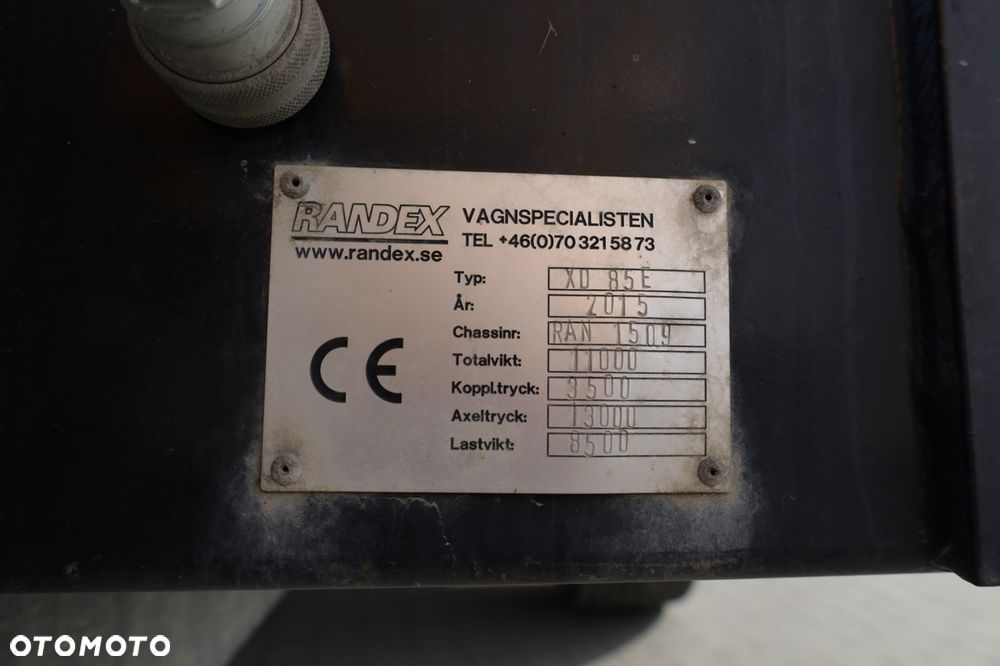 RANDEX VAGNSPECIALISTEN
TEL +46(0)70 321 58 73
www.randex.se
Typ: XD 85E
År: 2015
Chassinr: RAN 1509
Totalvikt: 11000
Koppl.tryck: 3500
Axeltryck: 13000
Lastvikt: 8500
CE
OTOMOTO